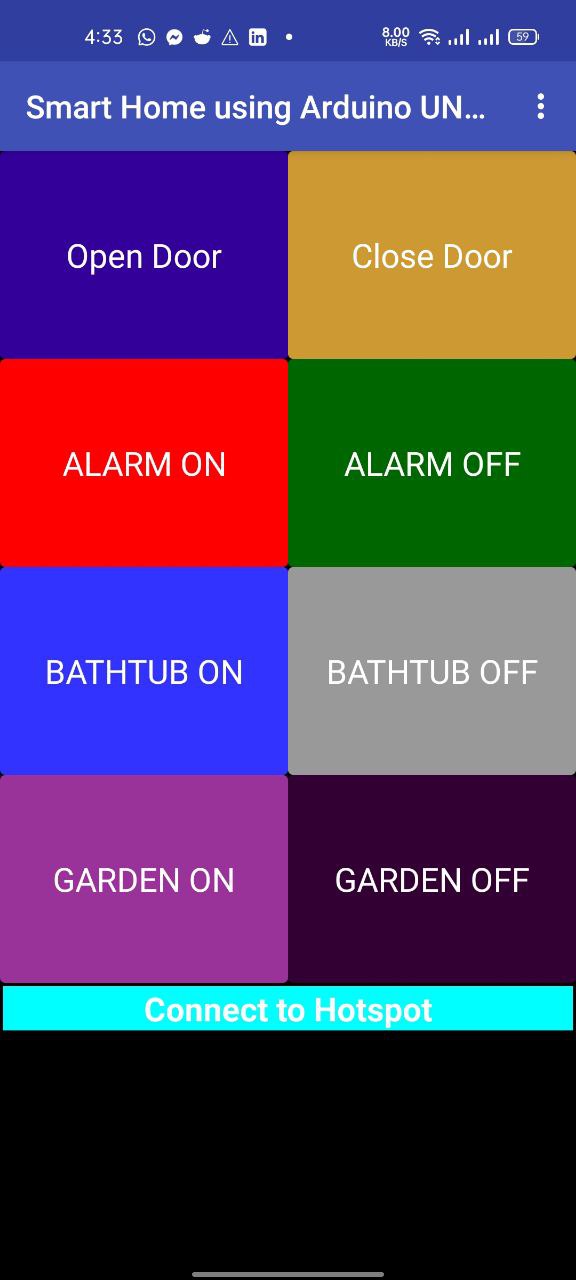 4:33 8.00 KB/S 59
Smart Home using Arduino UN...
Open Door Close Door
ALARM ON ALARM OFF
BATHTUB ON BATHTUB OFF
GARDEN ON GARDEN OFF
Connect to Hotspot